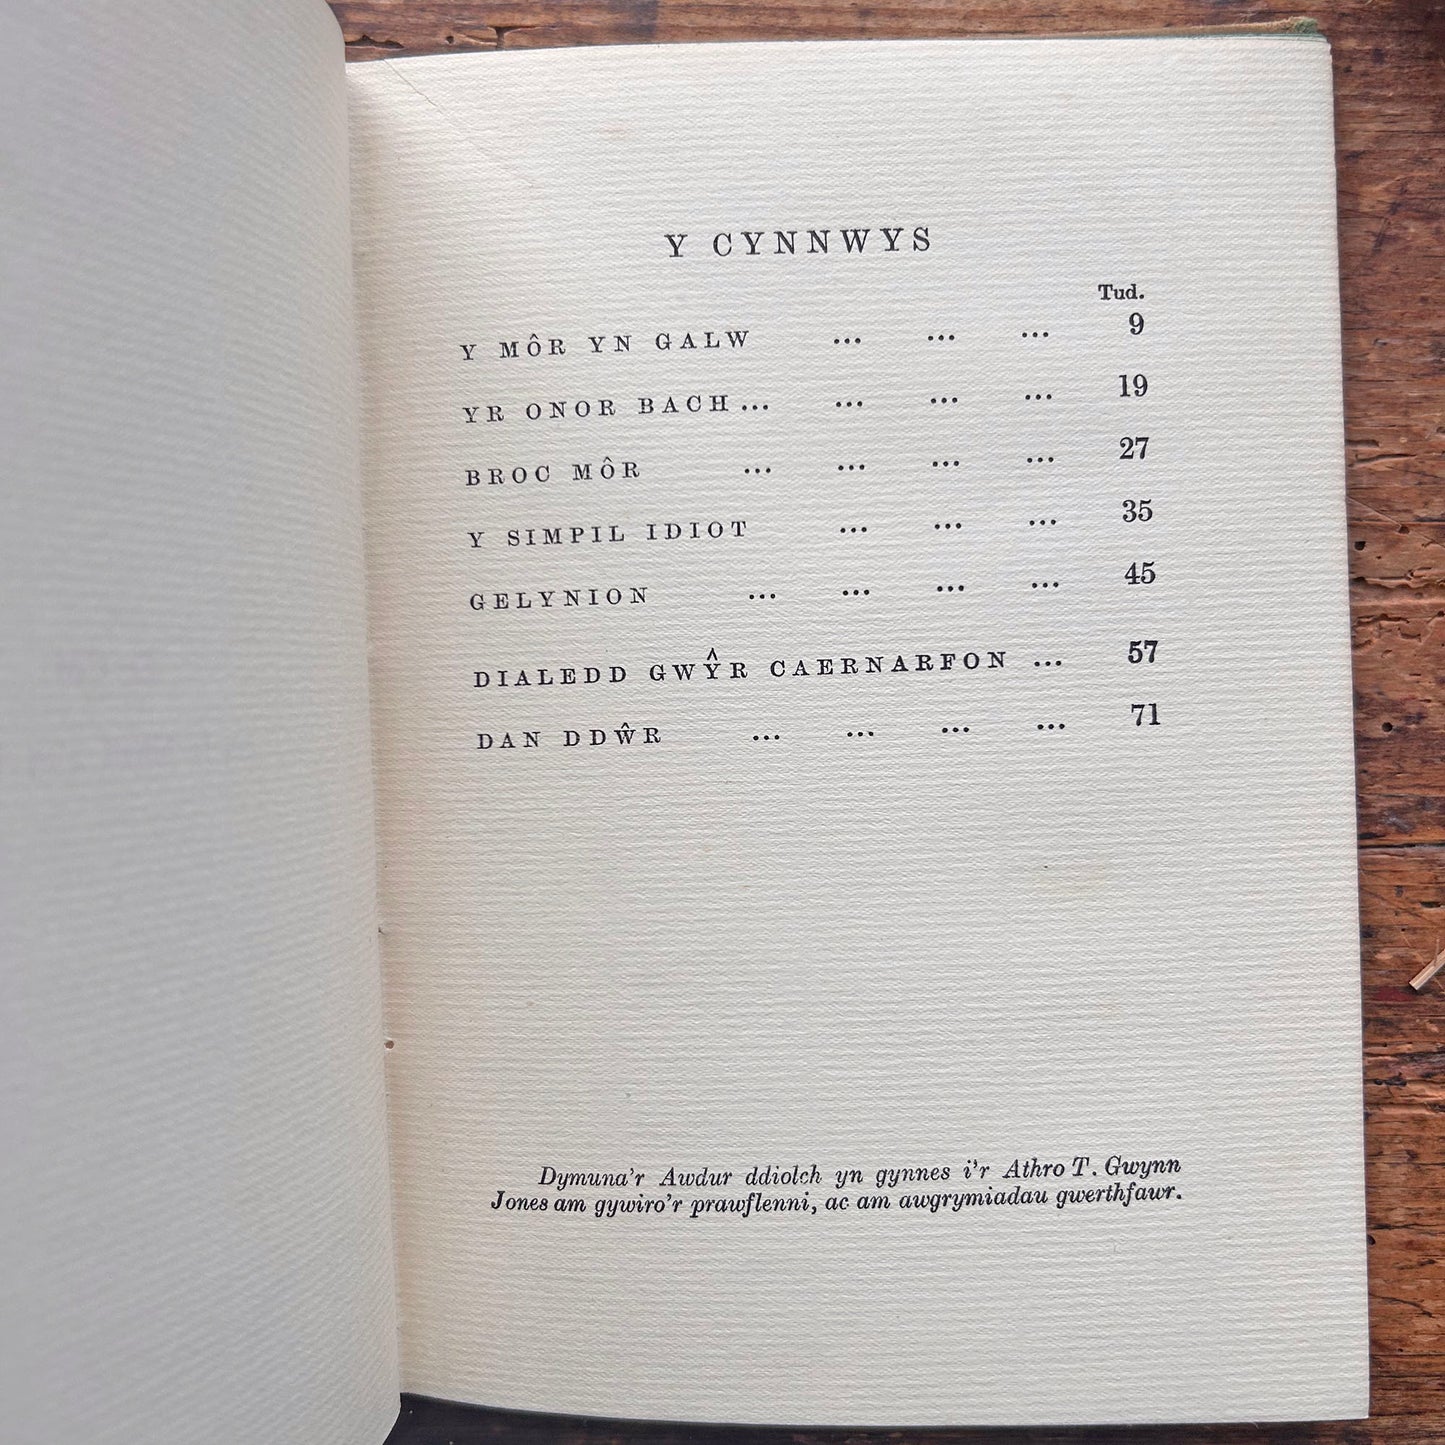 Y CYNNWYS
Tud.
Y MÔR YN GALW ... ... ... 9
YR ONOR BACH ... ... ... ... 19
BROC MÔR ... ... ... ... 27
Y SIMPIL IDIOT ... ... ... 35
GELYNION ... ... ... ... 45
DIALEDD GWŶR CAERNARFON ... 57
DAN DDŴR ... ... ... ... 71
Dymuna'r Awdur ddiolch yn gynnes i'r Athro T. Gwynn
Jones am gywiro'r prawflenni, ac am awgrymiadau gwerthfawr.